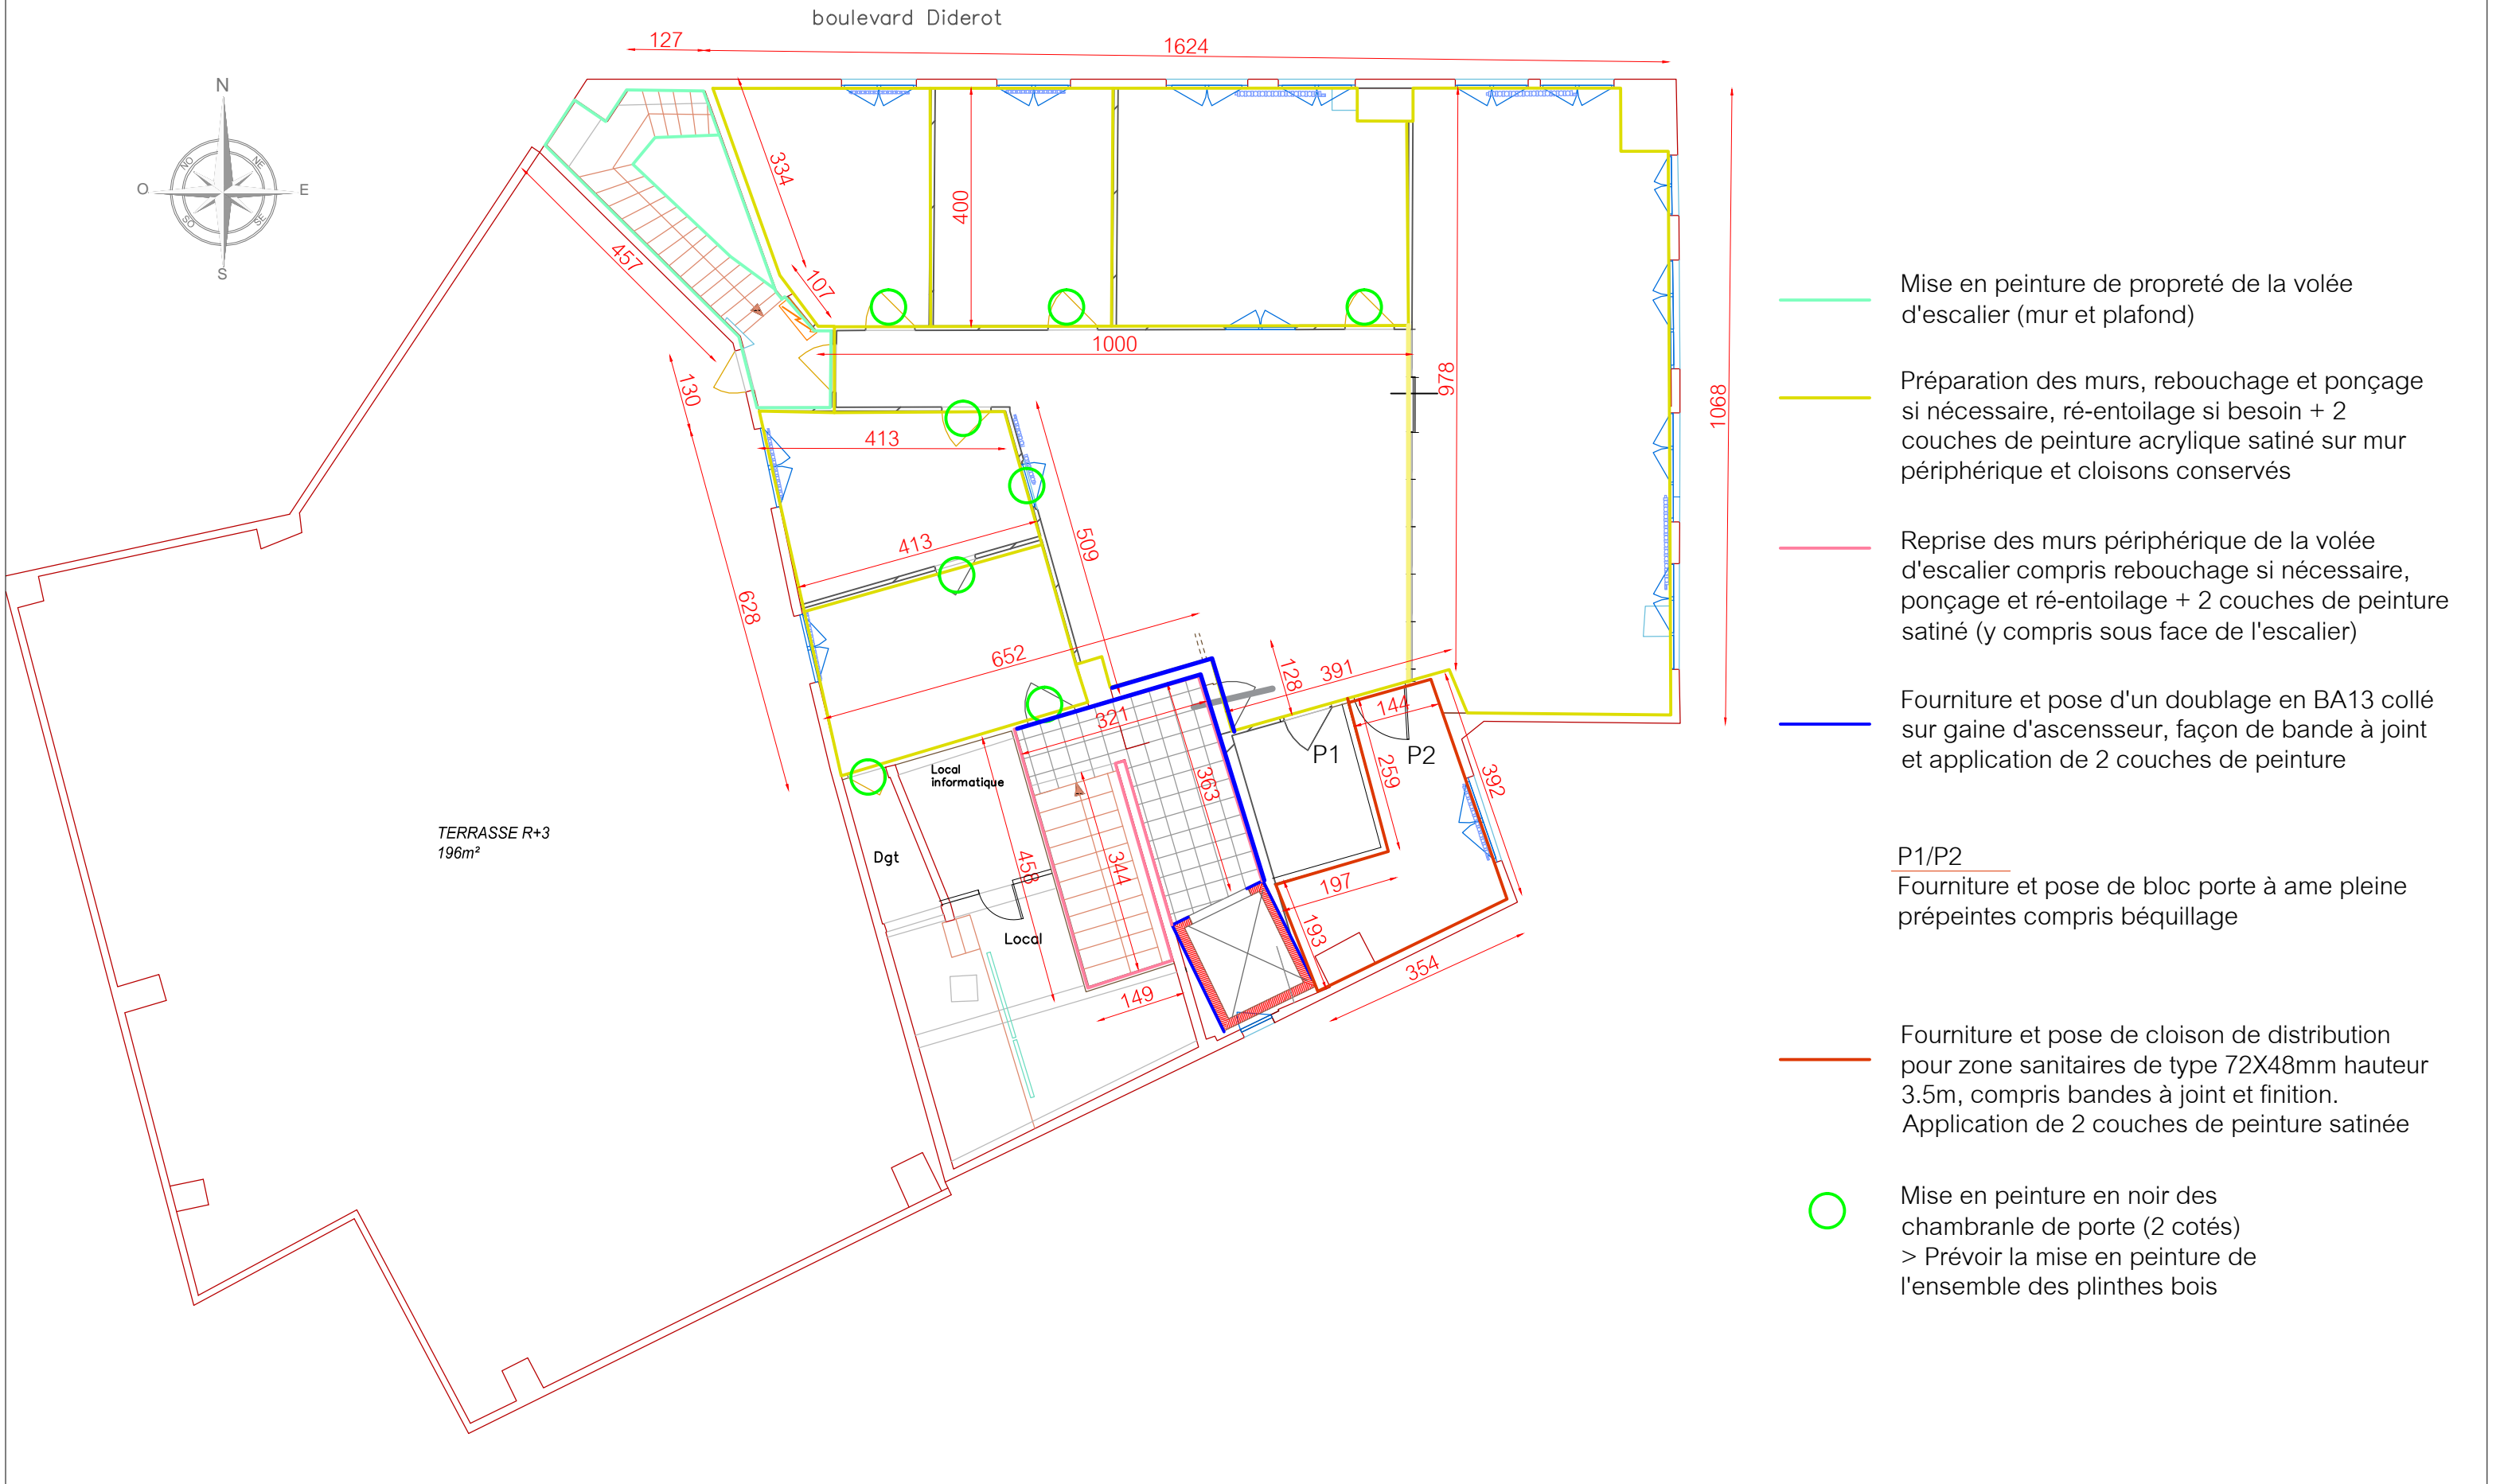 boulevard Diderot
127
1624
N
NO
NE
O
E
SO
SE
S
334
400
457
107
1000
130
978
1068
413
413
509
628
652
128
391
321
144
P1
P2
259
363
392
Local
informatique
458
344
Dgt
TERRASSE R+3
196m²
197
193
Local
149
354
Mise en peinture de propreté de la volée
d'escalier (mur et plafond)
Préparation des murs, rebouchage et ponçage
si nécessaire, ré-entoilage si besoin + 2
couches de peinture acrylique satiné sur mur
périphérique et cloisons conservés
Reprise des murs périphérique de la volée
d'escalier compris rebouchage si nécessaire,
ponçage et ré-entoilage + 2 couches de peinture
satiné (y compris sous face de l'escalier)
Fourniture et pose d'un doublage en BA13 collé
sur gaine d'ascensseur, façon de bande à joint
et application de 2 couches de peinture
P1/P2
Fourniture et pose de bloc porte à ame pleine
prépeintes compris béquillage
Fourniture et pose de cloison de distribution
pour zone sanitaires de type 72X48mm hauteur
3.5m, compris bandes à joint et finition.
Application de 2 couches de peinture satinée
Mise en peinture en noir des
chambranle de porte (2 cotés)
> Prévoir la mise en peinture de
l'ensemble des plinthes bois